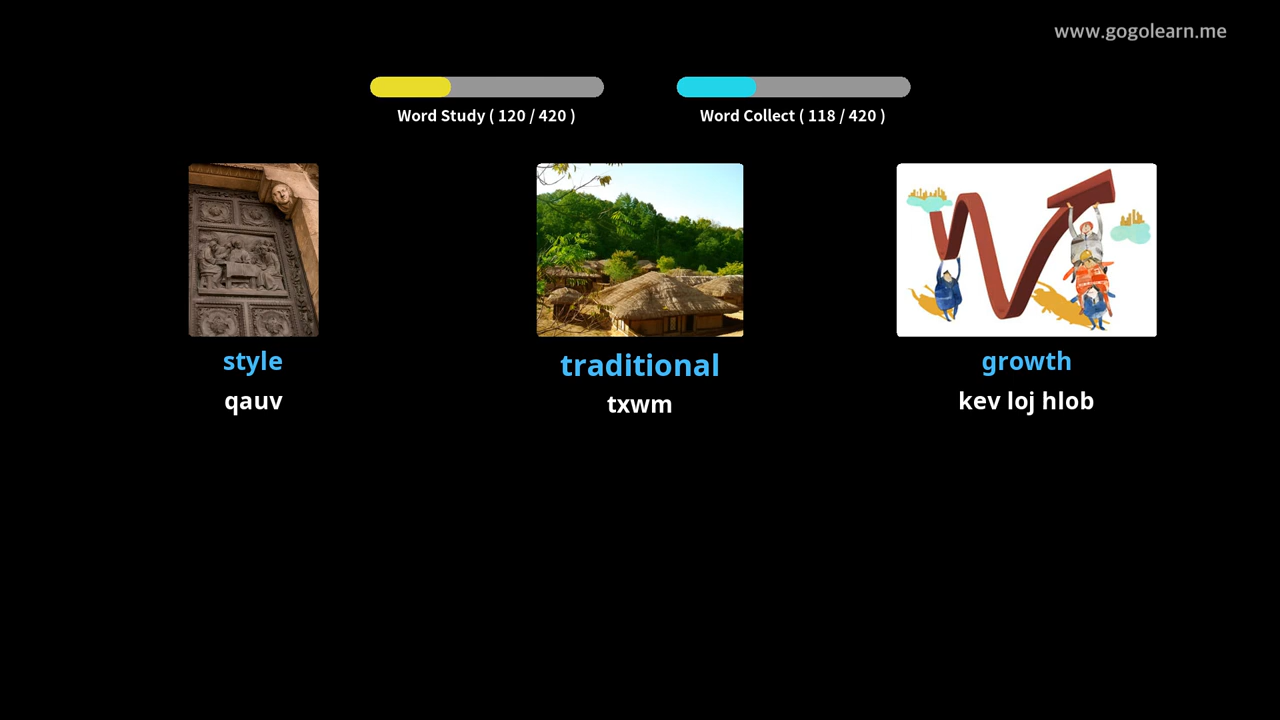 www.gogolearn.me
Word Study ( 120 / 420 )
Word Collect ( 118 / 420 )
style
qauv
traditional
txwm
growth
kev loj hlob